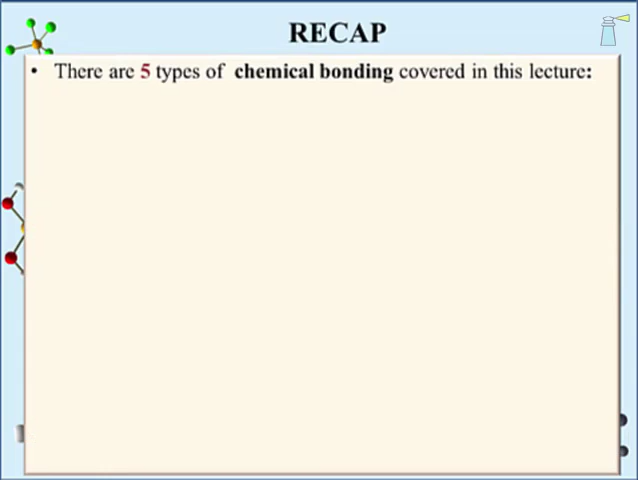 RECAP
• There are 5 types of chemical bonding covered in this lecture: